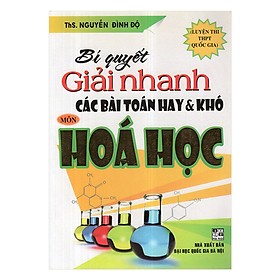 ThS. NGUYỄN ĐÌNH ĐỘ
(LUYỆN THI
THPT
QUỐC GIA)
Bí quyết
Giải nhanh
CÁC BÀI TOÁN HAY & KHÓ
MÔN
HOÁ HỌC
NHÀ XUẤT BẢN
ĐẠI HỌC QUỐC GIA HÀ NỘI